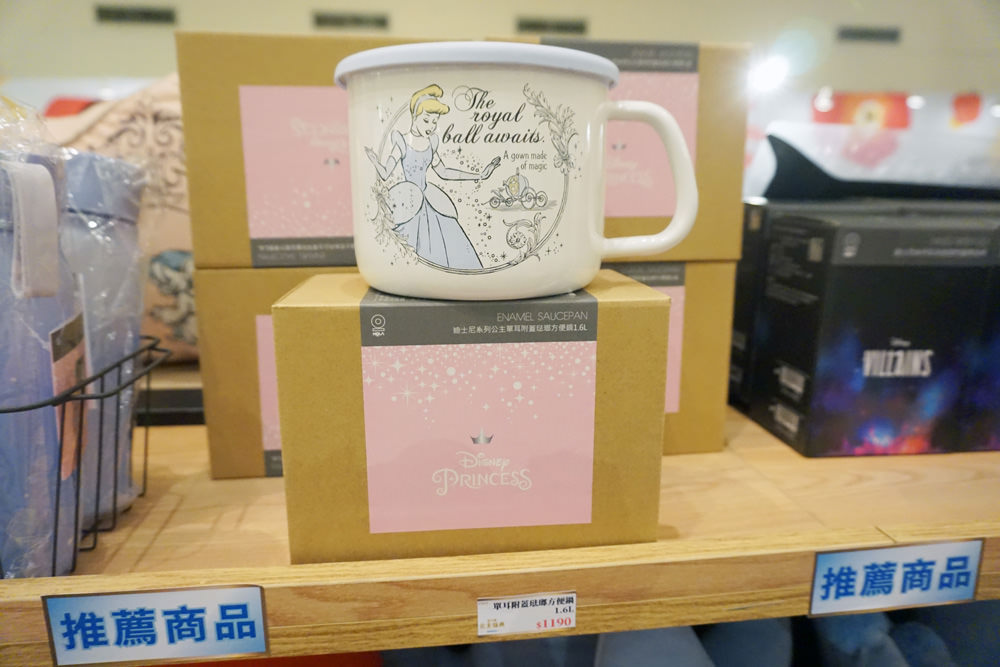 The
royal
ball awaits.
A gown made
of magic
ENAMEL SAUCEPAN
迪士尼系列公主單耳附蓋琺瑯方便鍋1.6L
Disney
PRINCESS
Disney
VILLAINS
推薦商品
單耳附蓋琺瑯方便鍋
1.6L
$1190
推薦商品